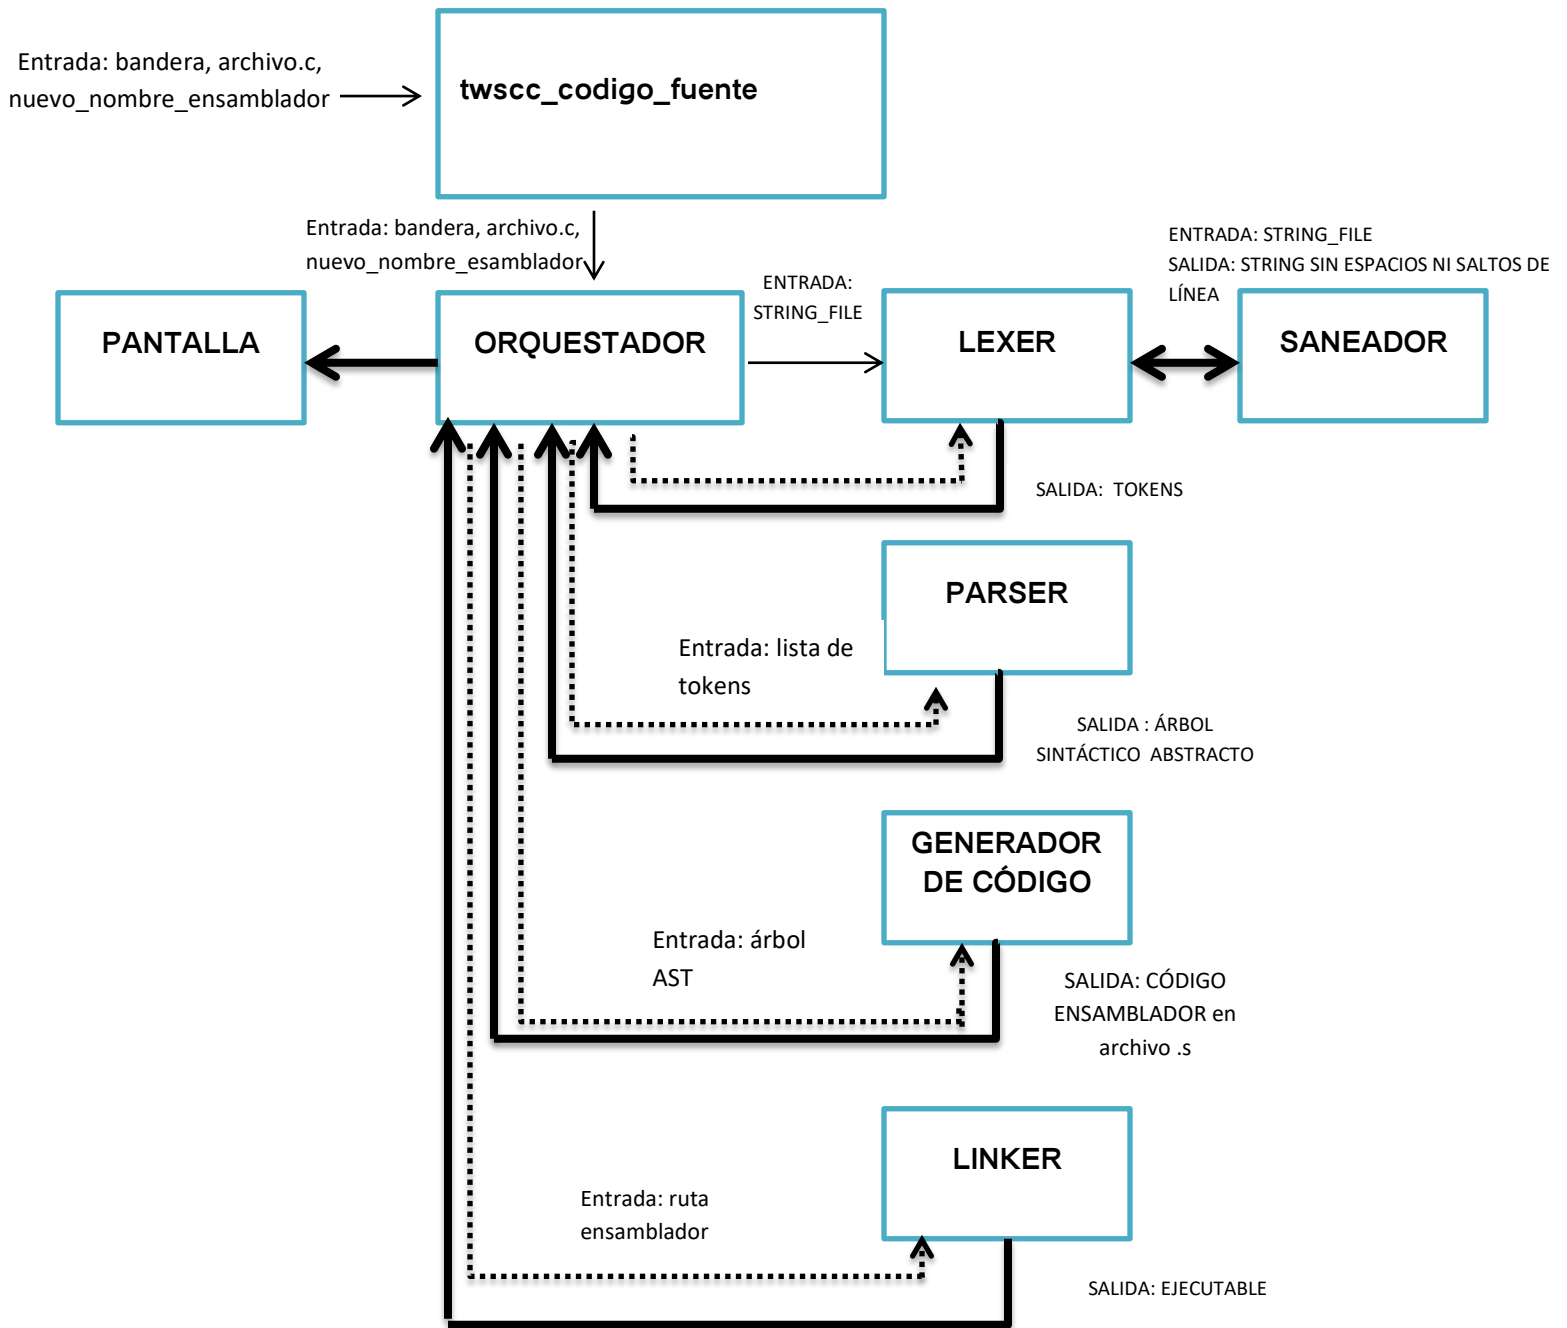 Entrada: bandera, archivo.c,
nuevo_nombre_ensamblador
twscc_codigo_fuente
Entrada: bandera, archivo.c,
nuevo_nombre_esamblador
ENTRADA:
STRING_FILE
ENTRADA: STRING_FILE
SALIDA: STRING SIN ESPACIOS NI SALTOS DE
LÍNEA
PANTALLA
ORQUESTADOR
LEXER
SANEADOR
SALIDA: TOKENS
PARSER
Entrada: lista de
tokens
SALIDA : ÁRBOL
SINTÁCTICO ABSTRACTO
GENERADOR
DE CÓDIGO
Entrada: árbol
AST
SALIDA: CÓDIGO
ENSAMBLADOR en
archivo .s
LINKER
Entrada: ruta
ensamblador
SALIDA: EJECUTABLE